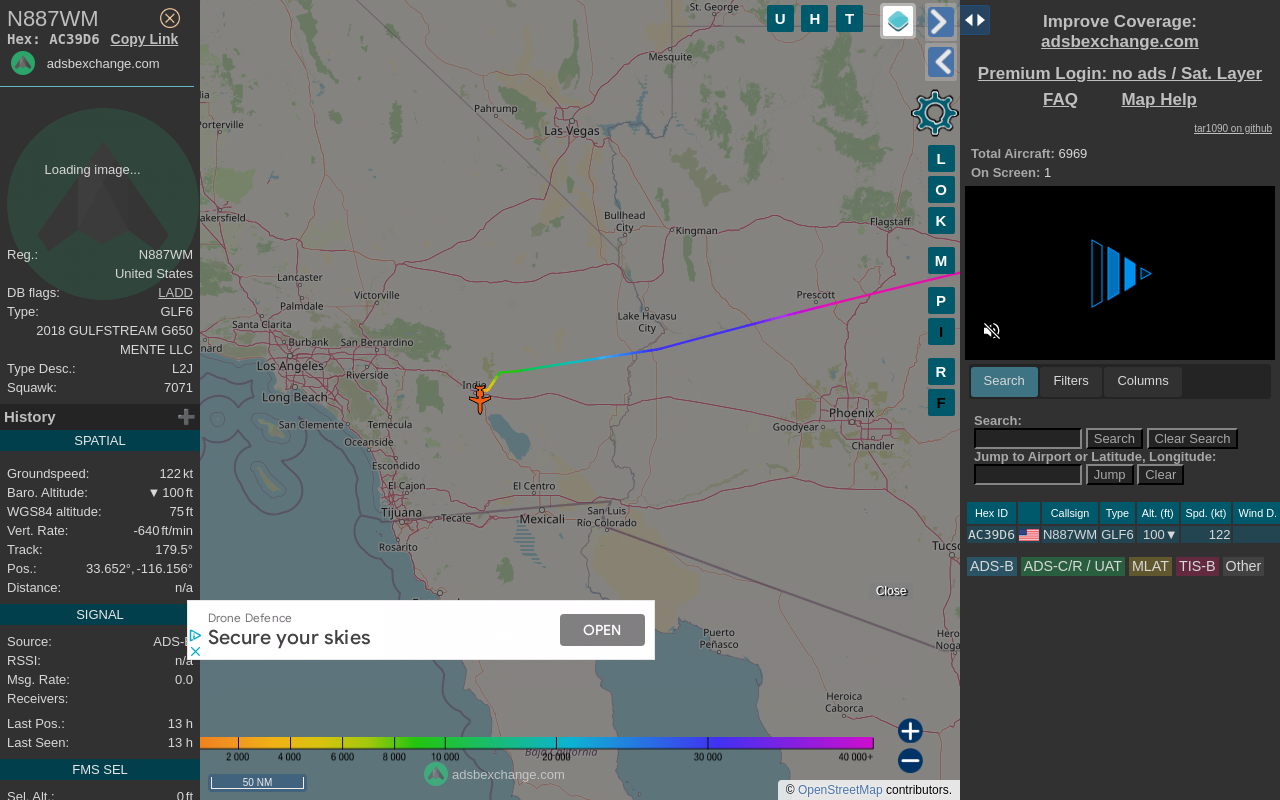 N887WM
Hex: AC39D6 Copy Link
adsbexchange.com
Loading image...
Reg.: N887WM
United States
DB flags: LADD
Type: GLF6
2018 GULFSTREAM G650
MENTE LLC
Type Desc.: L2J
Squawk: 7071
History
SPATIAL
Groundspeed: 122 kt
Baro. Altitude: ▼ 100 ft
WGS84 altitude: 75 ft
Vert. Rate: -640 ft/min
Track: 179.5°
Pos.: 33.652°, -116.156°
Distance: n/a
SIGNAL
Source: ADS-
RSSI: n/a
Msg. Rate: 0.0
Receivers:
Last Pos.: 13 h
Last Seen: 13 h
FMS SEL
Sel. Alt.: 0 ft
St. George
Mesquite
Pahrump
Las Vegas
Porterville
akersfield
Bullhead City
Kingman
Flagstaff
Lancaster
Palmdale
Victorville
Prescott
Lake Havasu City
Santa Clarita
nard
Burbank
San Bernardino
Los Angeles
Riverside
Indio
Long Beach
San Clemente
Temecula
Phoenix
Goodyear
Chandler
Oceanside
Escondido
El Cajon
El Centro
Tijuana
Tecate
Mexicali
San Luis Río Colorado
Rosarito
Tucso
Puerto Peñasco
Hero
Noga
Heroica Caborca
Baja California
U H T
L
O
K
M
P
I
R
F
Close
Drone Defence
Secure your skies
OPEN
2 000 4 000 6 000 8 000 10 000 20 000 30 000 40 000+
50 NM
adsbexchange.com
© OpenStreetMap contributors.
Improve Coverage:
adsbexchange.com
Premium Login: no ads / Sat. Layer
FAQ Map Help
tar1090 on github
Total Aircraft: 6969
On Screen: 1
Search Filters Columns
Search:
Search Clear Search
Jump to Airport or Latitude, Longitude:
Jump Clear
Hex ID Callsign Type Alt. (ft) Spd. (kt) Wind D.
AC39D6 N887WM GLF6 100▼ 122
ADS-B ADS-C/R / UAT MLAT TIS-B Other